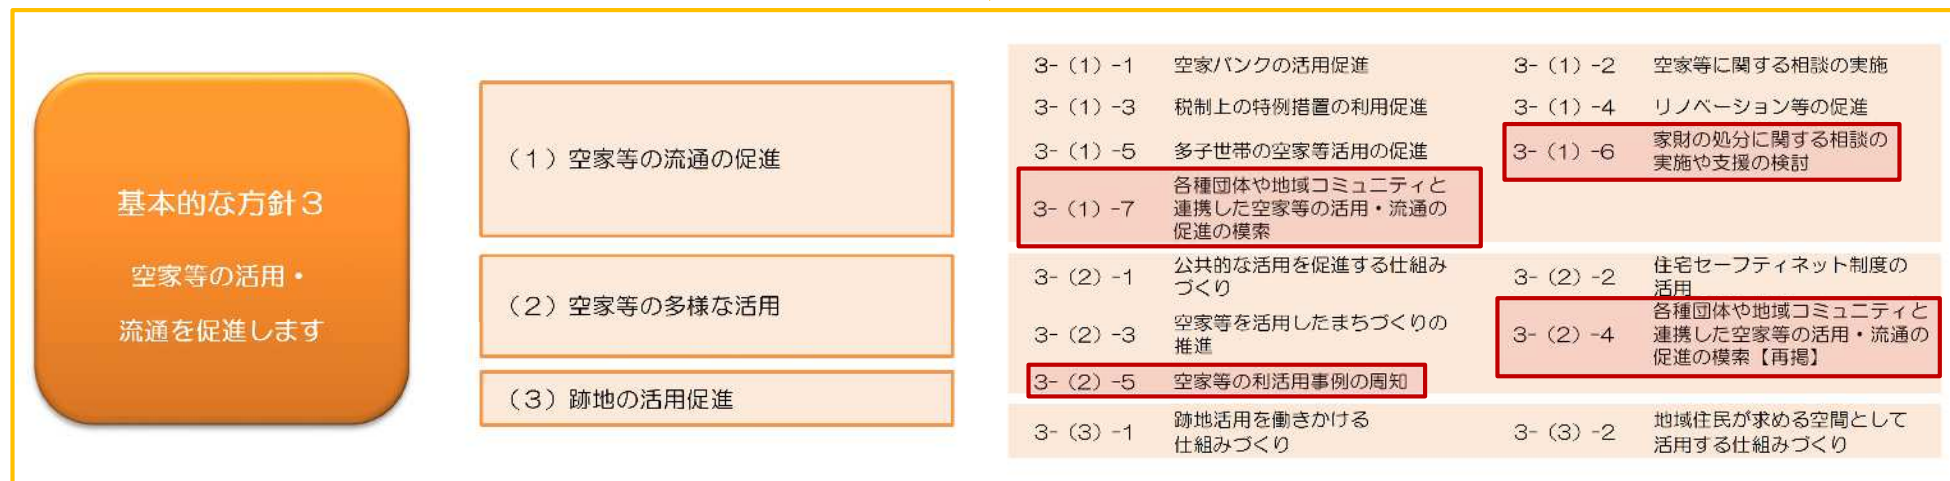 基本的な方針3
空家等の活用・
流通を促進します
(1)空家等の流通の促進
3-(1)-1 空家バンクの活用促進
3-(1)-2 空家等に関する相談の実施
3-(1)-3 税制上の特例措置の利用促進
3-(1)-4 リノベーション等の促進
3-(1)-5 多子世帯の空家等活用の促進
3-(1)-6 家財の処分に関する相談の
実施や支援の検討
3-(1)-7 各種団体や地域コミュニティと
連携した空家等の活用・流通の
促進の模索
(2)空家等の多様な活用
3-(2)-1 公共的な活用を促進する仕組み
づくり
3-(2)-2 住宅セーフティネット制度の
活用
3-(2)-3 空家等を活用したまちづくりの
推進
3-(2)-4 各種団体や地域コミュニティと
連携した空家等の活用・流通の
促進の模索【再掲】
3-(2)-5 空家等の利活用事例の周知
(3)跡地の活用促進
3-(3)-1 跡地活用を働きかける
仕組みづくり
3-(3)-2 地域住民が求める空間として
活用する仕組みづくり